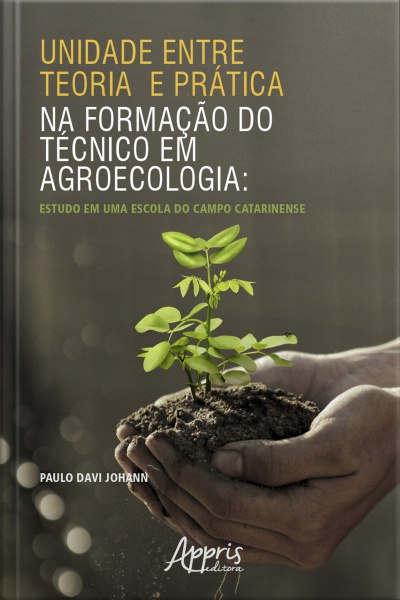 UNIDADE ENTRE
TEORIA E PRÁTICA
NA FORMAÇÃO DO
TÉCNICO EM
AGROECOLOGIA:
ESTUDO EM UMA ESCOLA DO CAMPO CATARINENSE
PAULO DAVI JOHANN
Appris
editora